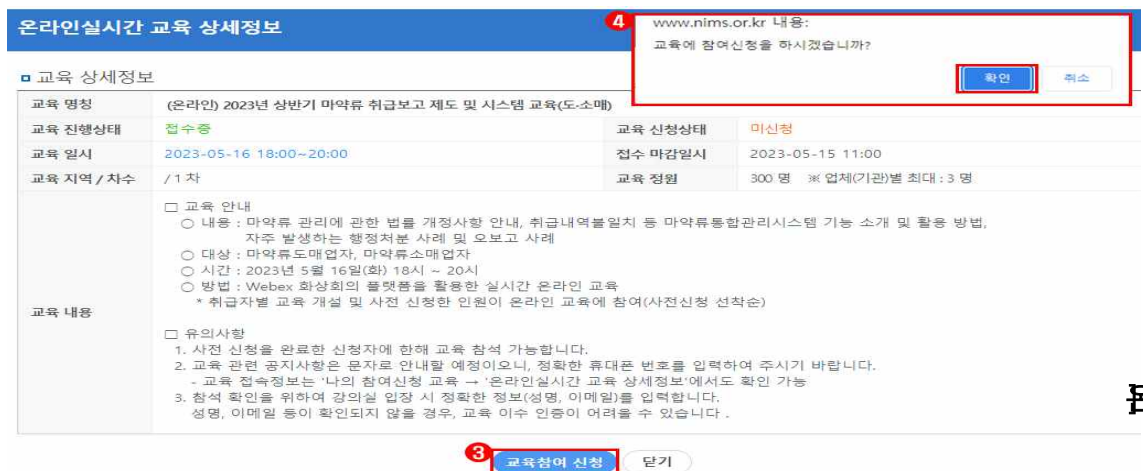 온라인실시간 교육 상세정보
4
www.nims.or.kr 내용:
교육에 참여신청을 하시겠습니까?
확인 취소
교육 상세정보
교육 명칭 (온라인) 2023년 상반기 마약류 취급보고 제도 및 시스템 교육(도·소매)
교육 진행상태 접수중 교육 신청상태 미신청
교육 일시 2023-05-16 18:00~20:00 접수 마감일시 2023-05-15 11:00
교육 지역 / 차수 / 1 차 교육 정원 300 명 ※ 업체(기관)별 최대 : 3 명
교육 내용
□ 교육 안내
○ 내용 : 마약류 관리에 관한 법률 개정사항 안내, 취급내역불일치 등 마약류통합관리시스템 기능 소개 및 활용 방법,
자주 발생하는 행정처분 사례 및 오보고 사례
○ 대상 : 마약류도매업자, 마약류소매업자
○ 시간 : 2023년 5월 16일(화) 18시 ~ 20시
○ 방법 : Webex 화상회의 플랫폼을 활용한 실시간 온라인 교육
* 취급자별 교육 개설 및 사전 신청한 인원이 온라인 교육에 참여(사전신청 선착순)
□ 유의사항
1. 사전 신청을 완료한 신청자에 한해 교육 참석 가능합니다.
2. 교육 관련 공지사항은 문자로 안내할 예정이오니, 정확한 휴대폰 번호를 입력하여 주시기 바랍니다.
- 교육 접속정보는 '나의 참여신청 교육 → '온라인실시간 교육 상세정보'에서도 확인 가능
3. 참석 확인을 위하여 강의실 입장 시 정확한 정보(성명, 이메일)를 입력합니다.
성명, 이메일 등이 확인되지 않을 경우, 교육 이수 인증이 어려울 수 있습니다 .
3
교육참여 신청 닫기